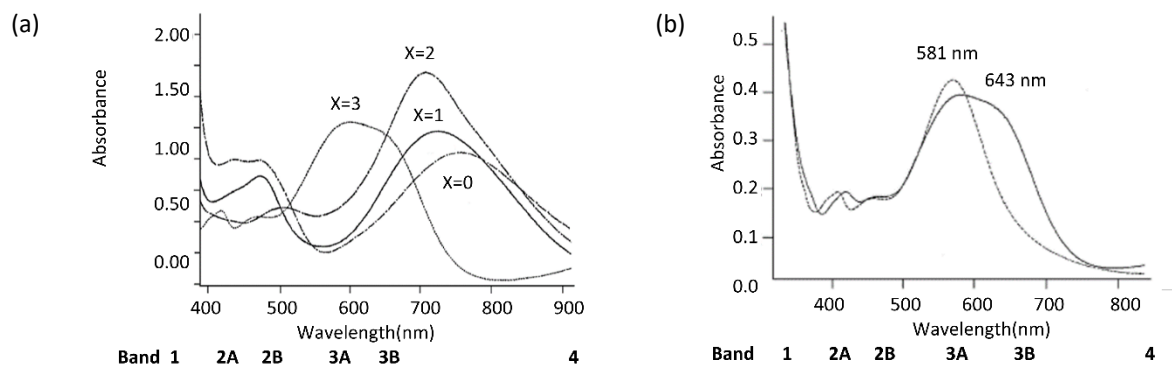 (a)
Absorbance
2.00
1.50
1.00
0.50
0.00
X=2
X=3
X=1
X=0
400 500 600 700 800 900
Wavelength(nm)
Band 1 2A 2B 3A 3B 4
(b)
Absorbance
0.5
0.4
0.3
0.2
0.1
0.0
581 nm
643 nm
400 500 600 700 800
Wavelength(nm)
Band 1 2A 2B 3A 3B 4